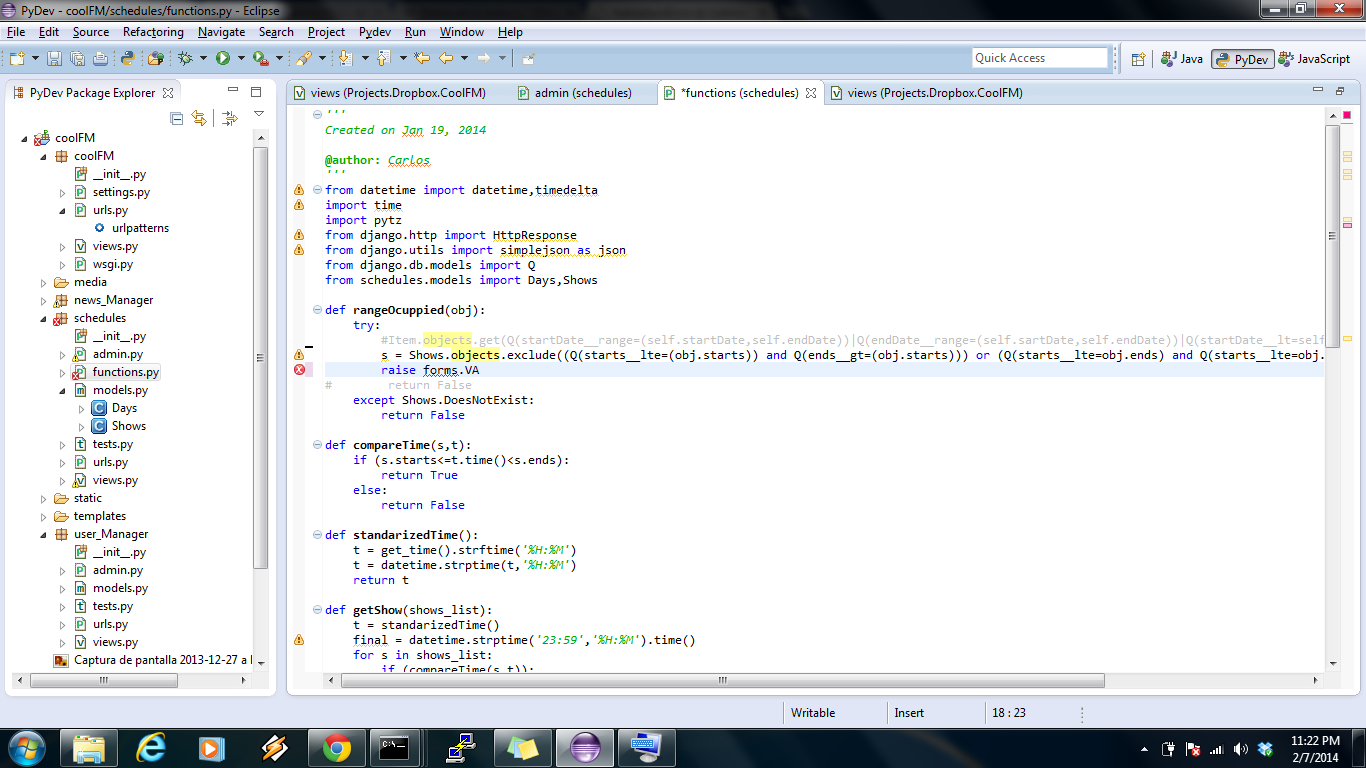 PyDev - coolFM/schedules/functions.py - Eclipse
File Edit Source Refactoring Navigate Search Project Pydev Run Window Help
Quick Access
Java PyDev JavaScript
PyDev Package Explorer
coolFM
coolFM
__init__.py
settings.py
urls.py
urlpatterns
views.py
wsgi.py
media
news_Manager
schedules
__init__.py
admin.py
functions.py
models.py
Days
Shows
tests.py
urls.py
views.py
static
templates
user_Manager
__init__.py
admin.py
models.py
tests.py
urls.py
views.py
Captura de pantalla 2013-12-27 a l
views (Projects.Dropbox.CoolFM) admin (schedules) *functions (schedules) views (Projects.Dropbox.CoolFM)
'''
Created on Jan 19, 2014
@author: Carlos
'''
from datetime import datetime,timedelta
import time
import pytz
from django.http import HttpResponse
from django.utils import simplejson as json
from django.db.models import Q
from schedules.models import Days,Shows
def rangeOcuppied(obj):
try:
#Item.objects.get(Q(startDate__range=(self.startDate,self.endDate))|Q(endDate__range=(self.sartDate,self.endDate))|Q(startDate__lt=self
s = Shows.objects.exclude((Q(starts__lte=(obj.starts)) and Q(ends__gt=(obj.starts))) or (Q(starts__lte=obj.ends) and Q(starts__lte=obj.
raise forms.VA
# return False
except Shows.DoesNotExist:
return False
def compareTime(s,t):
if (s.starts<=t.time()<s.ends):
return True
else:
return False
def standarizedTime():
t = get_time().strftime('%H:%M')
t = datetime.strptime(t,'%H:%M')
return t
def getShow(shows_list):
t = standarizedTime()
final = datetime.strptime('23:59','%H:%M').time()
for s in shows_list:
if (compareTime(s,t)):
Writable Insert 18 : 23
11:22 PM
2/7/2014